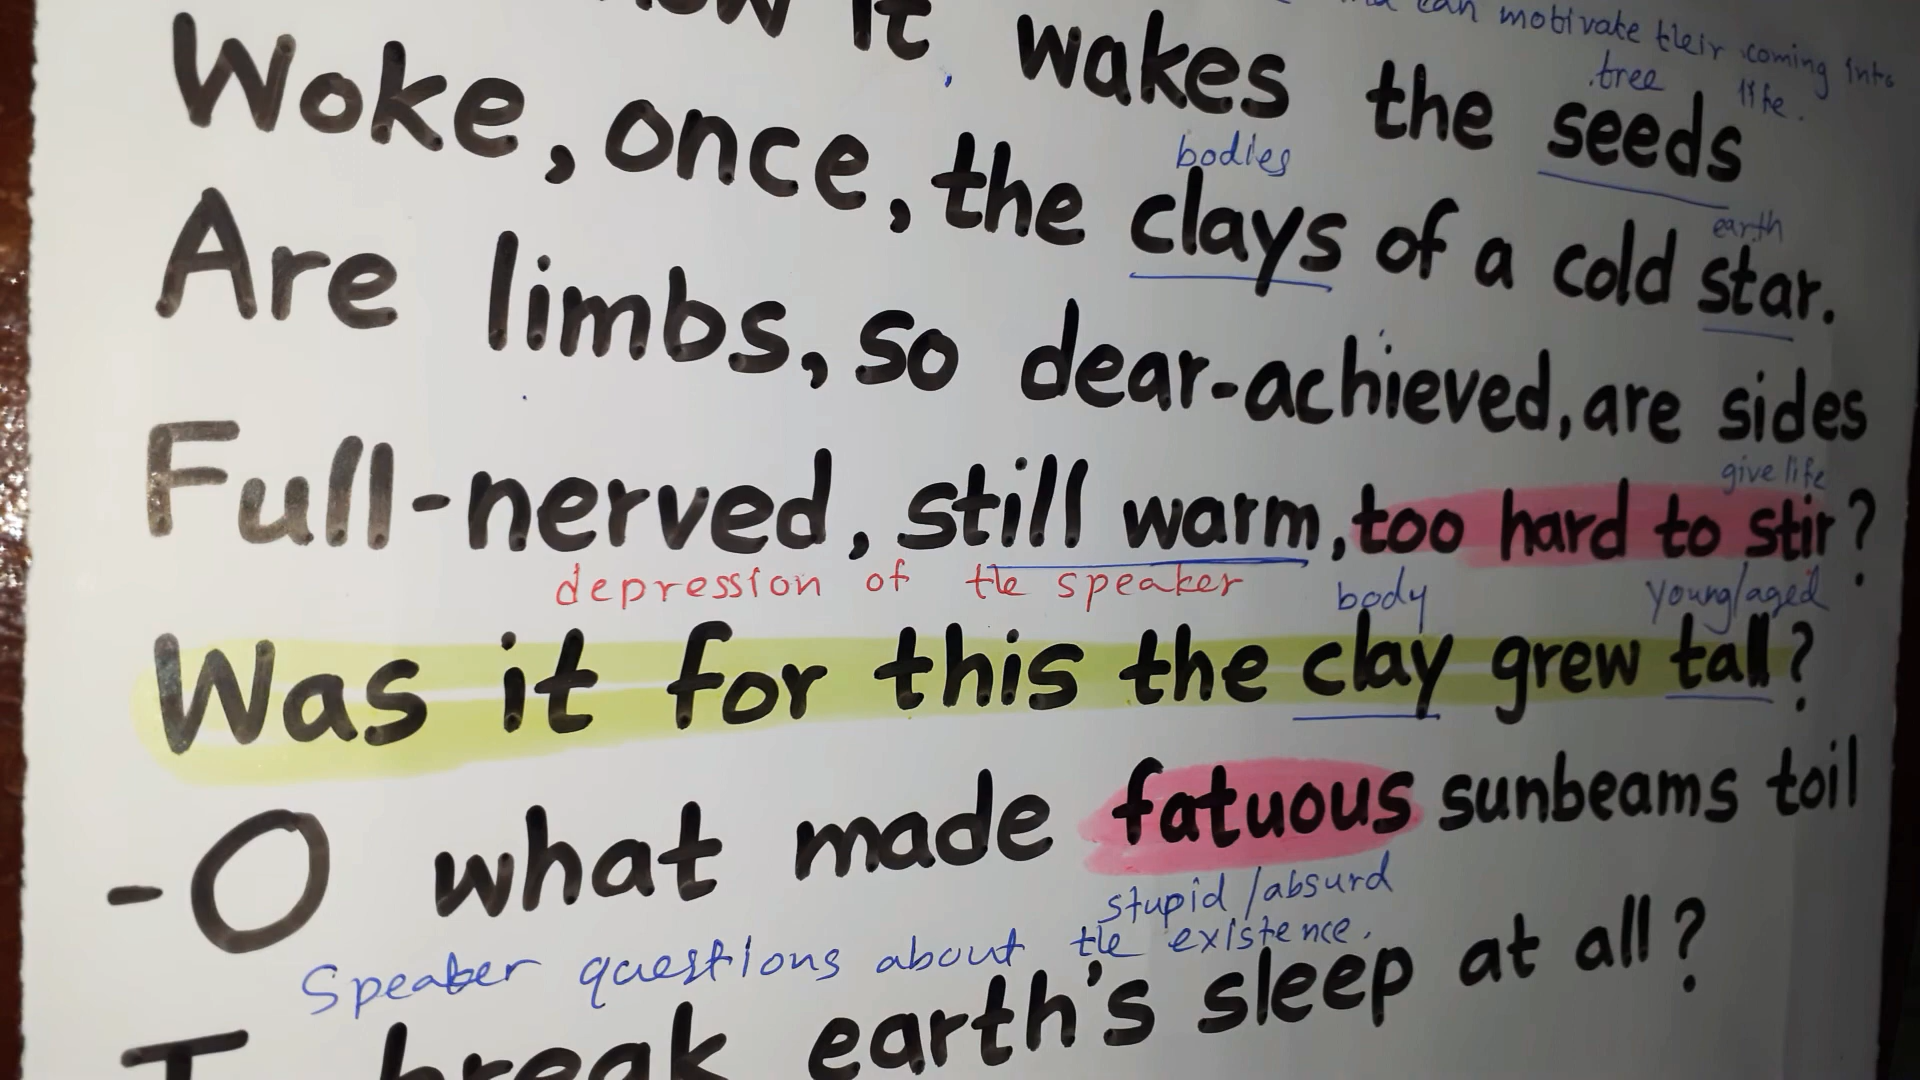 can motivate their coming into
it, wakes the seeds
tree life.
Woke, once, the clays of a cold star.
bodies
earth
Are limbs, so dear-achieved, are sides
Full-nerved, still warm, too hard to stir?
give life
depression of the speaker
body young/aged
Was it for this the clay grew tall?
-O what made fatuous sunbeams toil
stupid/absurd
Speaker questions about the existence.
To break earth's sleep at all?